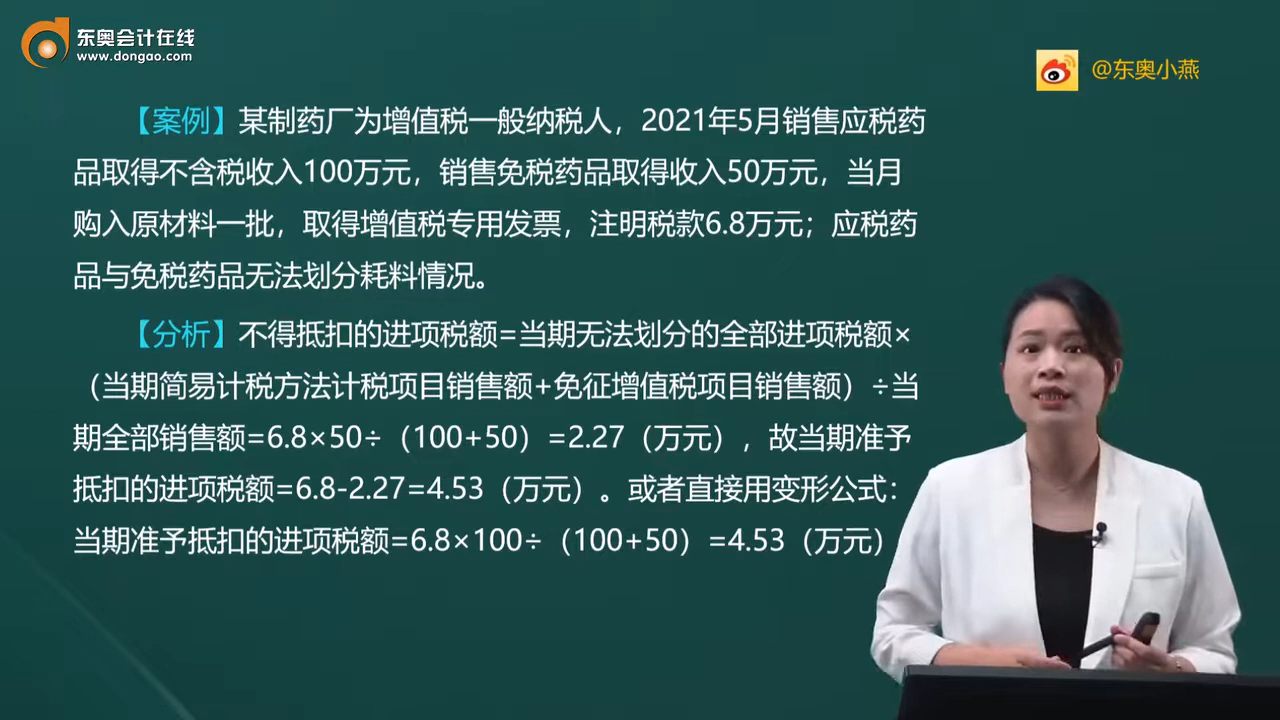 东奥会计在线
www.dongao.com
@东奥小燕
【案例】某制药厂为增值税一般纳税人，2021年5月销售应税药
品取得不含税收入100万元，销售免税药品取得收入50万元，当月
购入原材料一批，取得增值税专用发票，注明税款6.8万元；应税药
品与免税药品无法划分耗料情况。
【分析】不得抵扣的进项税额=当期无法划分的全部进项税额×
（当期简易计税方法计税项目销售额+免征增值税项目销售额）÷当
期全部销售额=6.8×50÷（100+50）=2.27（万元），故当期准予
抵扣的进项税额=6.8-2.27=4.53（万元）。或者直接用变形公式：
当期准予抵扣的进项税额=6.8×100÷（100+50）=4.53（万元）